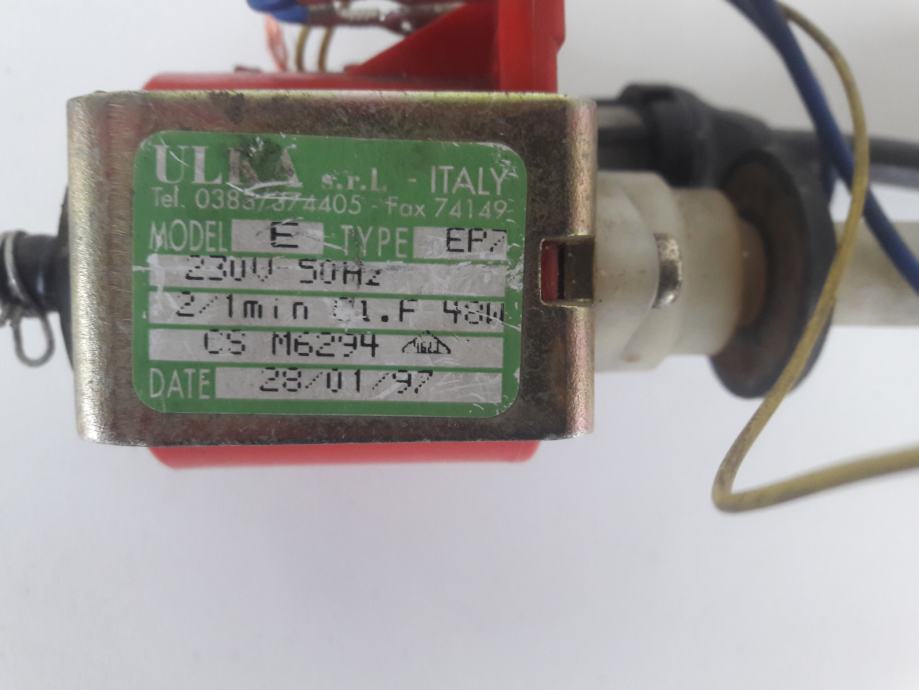 ULKA s.r.l. - ITALY
Tel. 0383/374405 - Fax 74149
MODEL E TYPE EP7
230V 50Hz
2/1min Cl.F 48W
CS M6294
DATE 28/01/97